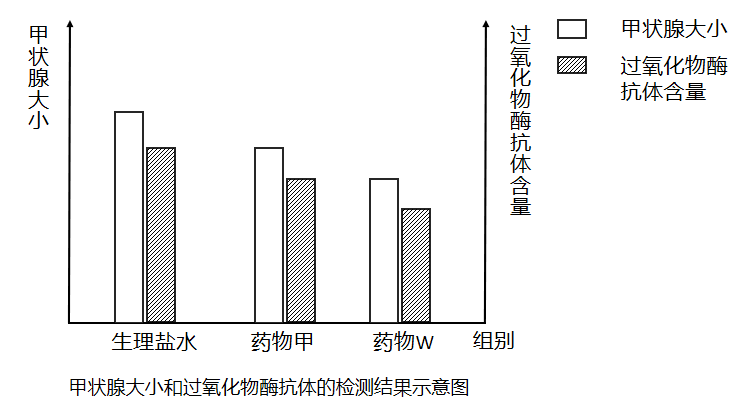 甲状腺大小
过氧化物酶抗体含量
甲状腺大小
过氧化物酶
抗体含量
生理盐水
药物甲
药物W
组别
甲状腺大小和过氧化物酶抗体的检测结果示意图